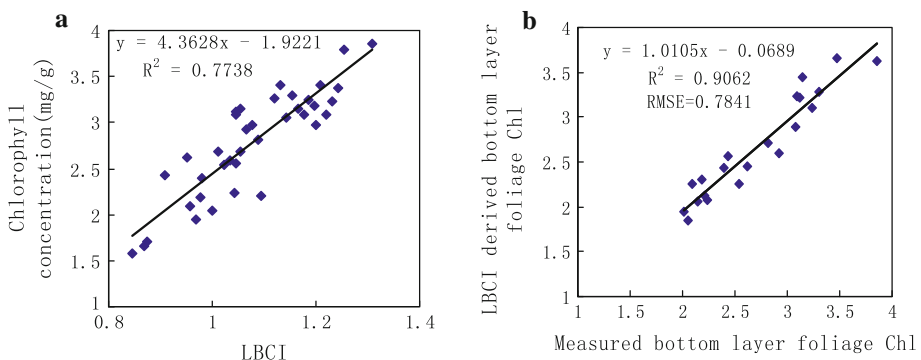 a
y = 4.3628x - 1.9221
R² = 0.7738
Chlorophyll
concentration(mg/g)
4
3.5
3
2.5
2
1.5
1
0.8
1
1.2
1.4
LBCI
b
y = 1.0105x - 0.0689
R² = 0.9062
RMSE=0.7841
LBCI derived bottom layer
foliage Chl
4
3.5
3
2.5
2
1.5
1
1
1.5
2
2.5
3
3.5
4
Measured bottom layer foliage Chl